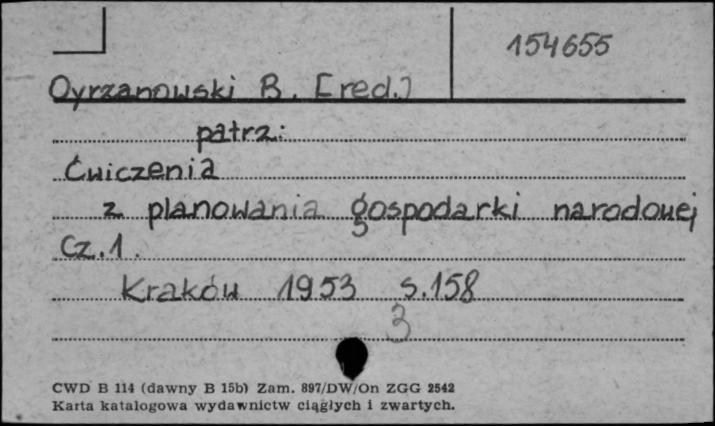 154655
Oyrzanowski B. [red.]
patrz:
Ćwiczenia
z planowania gospodarki narodowej
Cz.1.
Kraków 1953 s.158
3
CWD B 114 (dawny B 15b) Zam. 897/DW/On ZGG 2542
Karta katalogowa wydawnictw ciągłych i zwartych.